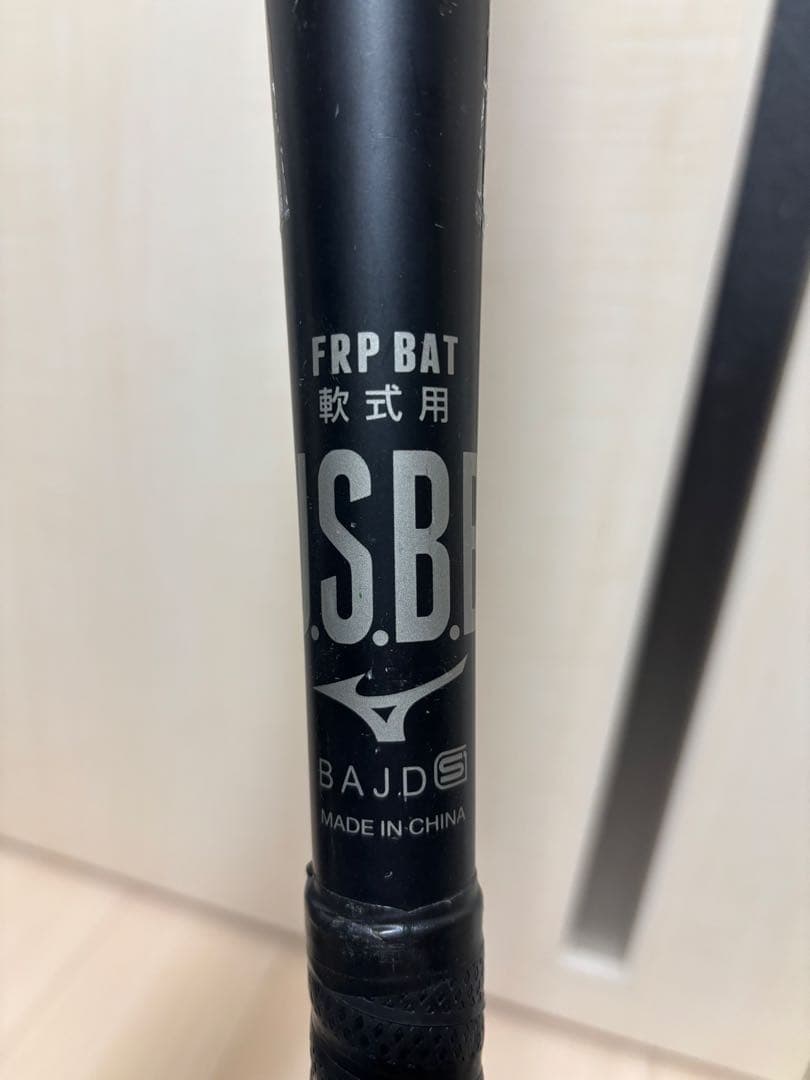 FRP BAT
軟式用
J.S.B.B
BAJD S
MADE IN CHINA